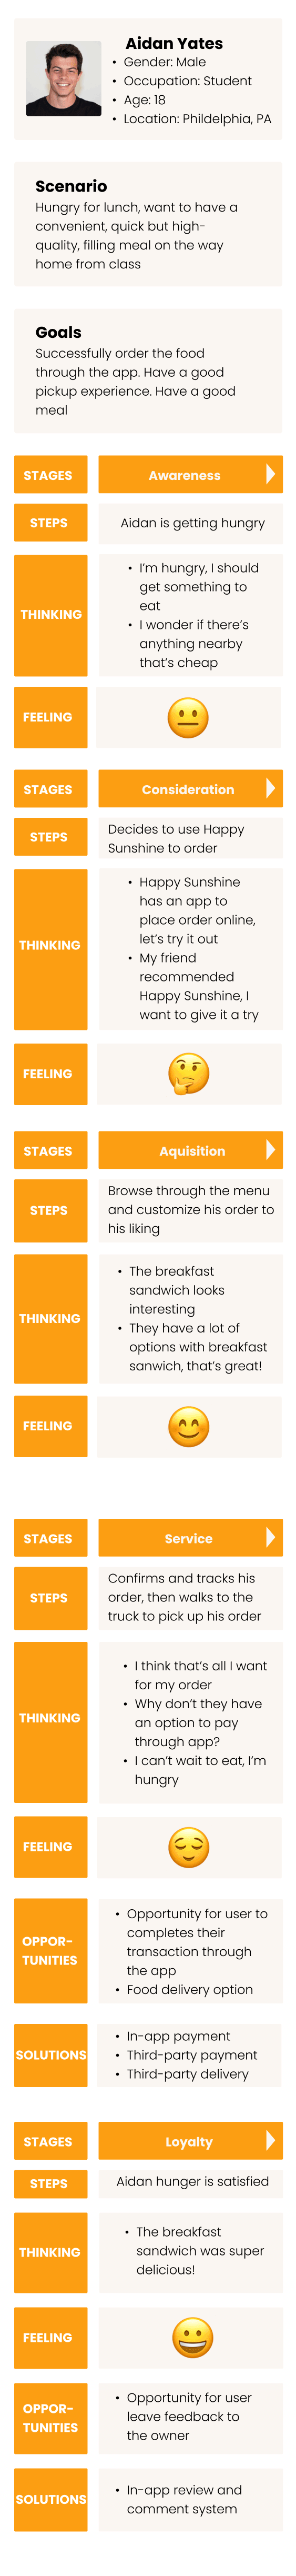 Aidan Yates
• Gender: Male
• Occupation: Student
• Age: 18
• Location: Phildelphia, PA
Scenario
Hungry for lunch, want to have a
convenient, quick but high-
quality, filling meal on the way
home from class
Goals
Successfully order the food
through the app. Have a good
pickup experience. Have a good
meal
STAGES
Awareness
STEPS
Aidan is getting hungry
THINKING
• I'm hungry, I should
get something to
eat
• I wonder if there's
anything nearby
that's cheap
FEELING
STAGES
Consideration
STEPS
Decides to use Happy
Sunshine to order
THINKING
• Happy Sunshine
has an app to
place order online,
let's try it out
• My friend
recommended
Happy Sunshine, I
want to give it a try
FEELING
STAGES
Aquisition
STEPS
Browse through the menu
and customize his order to
his liking
THINKING
• The breakfast
sandwich looks
interesting
• They have a lot of
options with breakfast
sanwich, that's great!
FEELING
STAGES
Service
STEPS
Confirms and tracks his
order, then walks to the
truck to pick up his order
THINKING
• I think that's all I want
for my order
• Why don't they have
an option to pay
through app?
• I can't wait to eat, I'm
hungry
FEELING
OPPOR-
TUNITIES
• Opportunity for user to
completes their
transaction through
the app
• Food delivery option
SOLUTIONS
• In-app payment
• Third-party payment
• Third-party delivery
STAGES
Loyalty
STEPS
Aidan hunger is satisfied
THINKING
• The breakfast
sandwich was super
delicious!
FEELING
OPPOR-
TUNITIES
• Opportunity for user
leave feedback to
the owner
SOLUTIONS
• In-app review and
comment system